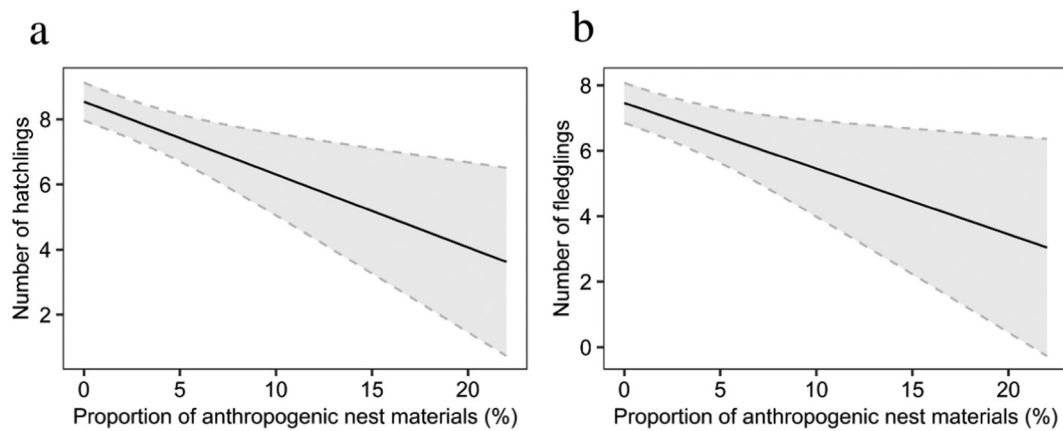 a
8
6
4
2
Number of hatchlings
0 5 10 15 20
Proportion of anthropogenic nest materials (%)
b
8
6
4
2
0
Number of fledglings
0 5 10 15 20
Proportion of anthropogenic nest materials (%)